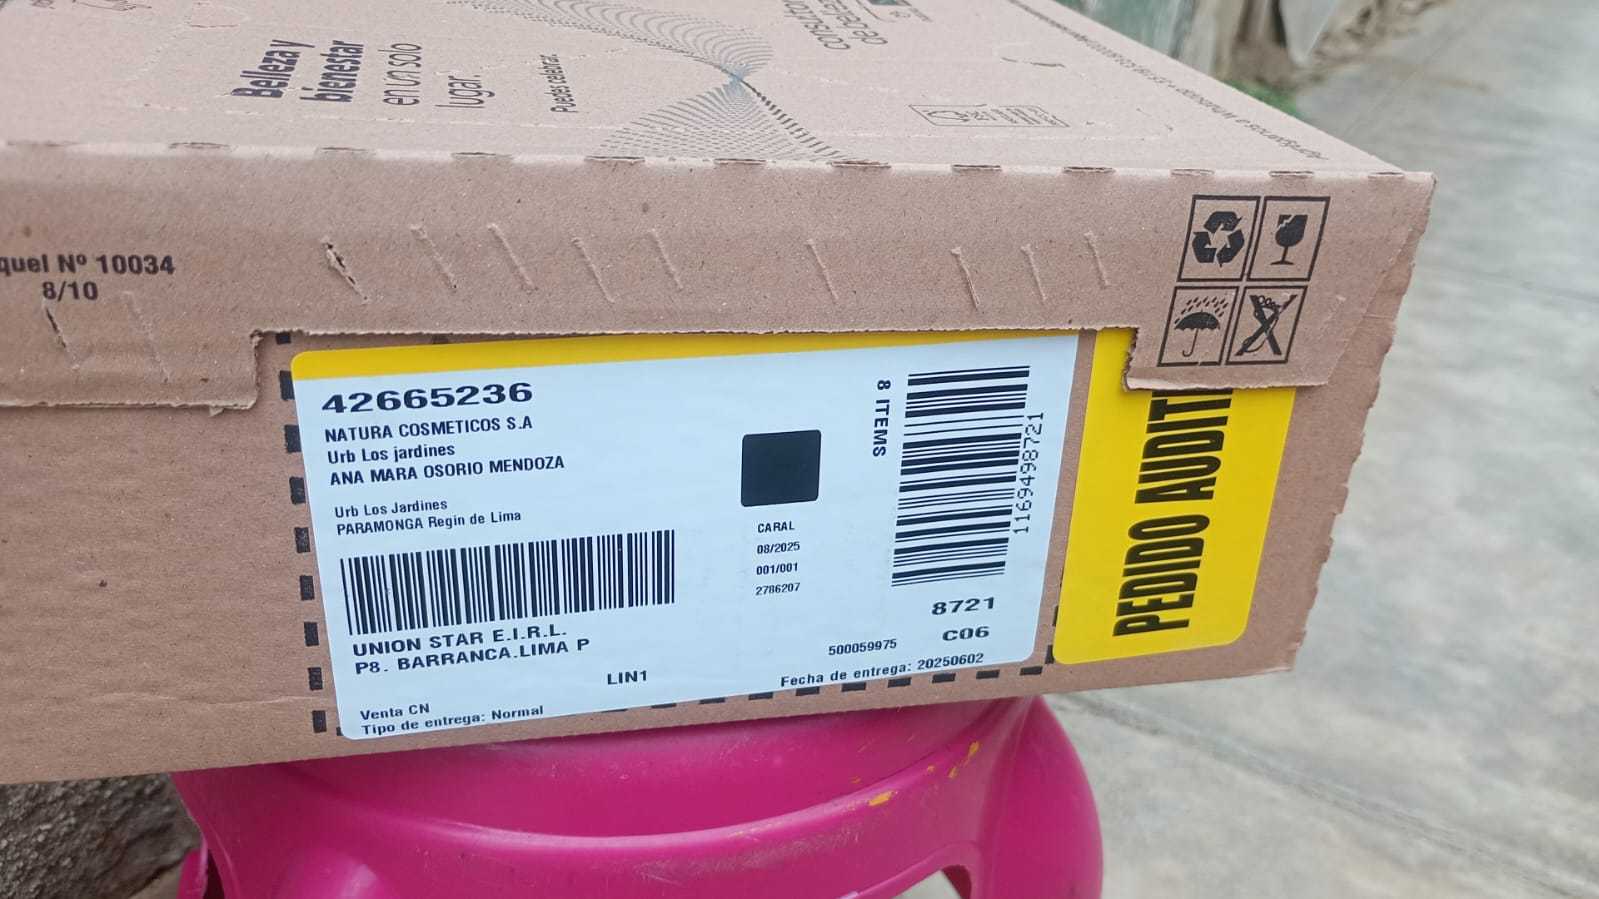 Belleza y
bienestar
en un solo
lugar.
Puedes celebrar.
consultor
de belleza
quel Nº 10034
8/10
42665236
NATURA COSMETICOS S.A
Urb Los jardines
ANA MARA OSORIO MENDOZA
Urb Los Jardines
PARAMONGA Regin de Lima
UNION STAR E.I.R.L.
P8. BARRANCA.LIMA P
LIN1
Venta CN
Tipo de entrega: Normal
CARAL
08/2025
001/001
2786207
8 ITEMS
1169498721
8721
C06
500059975
Fecha de entrega: 20250602
PEDIDO AUDIT